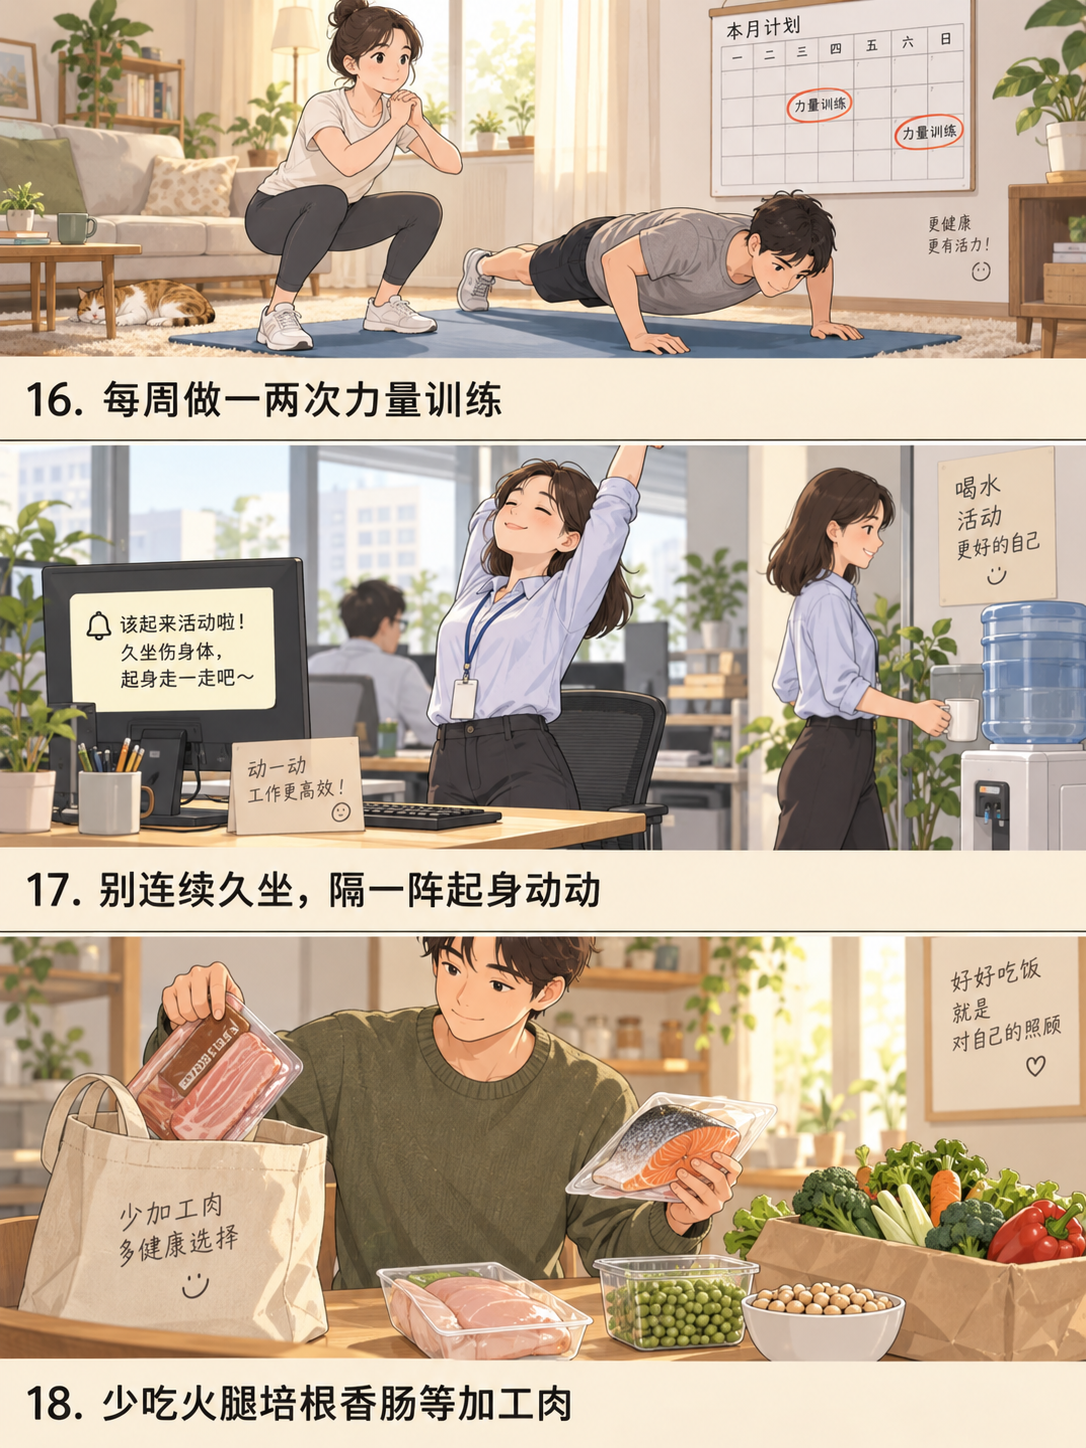 本月计划
一 二 三 四 五 六 日
力量训练
力量训练
更健康
更有活力！
16. 每周做一两次力量训练
该起来活动啦！
久坐伤身体，
起身走一走吧～
动一动
工作更高效！
喝水
活动
更好的自己
17. 别连续久坐，隔一阵起身动动
好好吃饭
就是
对自己的照顾
少加工肉
多健康选择
18. 少吃火腿培根香肠等加工肉